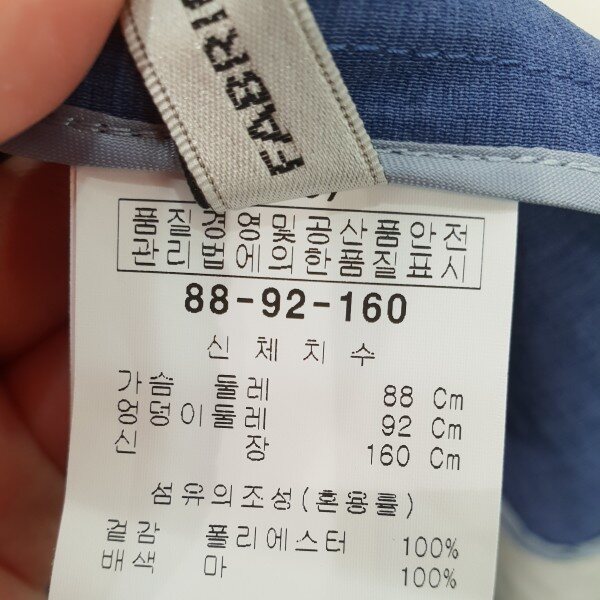 FABRI
품질경영및공산품안전
관리법에의한품질표시
88-92-160
신체치수
가슴 둘레 88 Cm
엉덩이둘레 92 Cm
신 장 160 Cm
섬유의조성(혼용률)
겉감 폴리에스터 100%
배색 마 100%